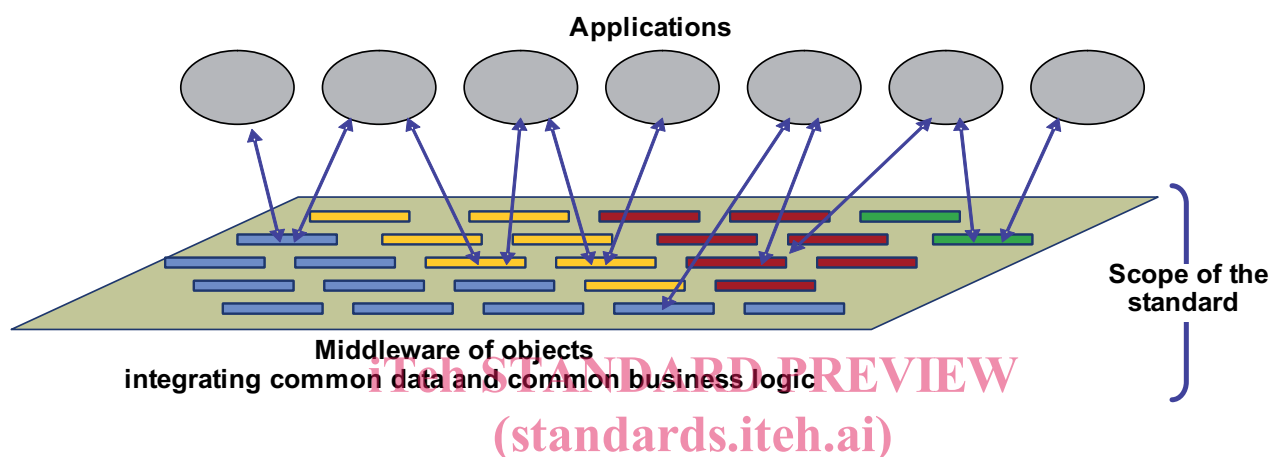 Applications
Scope of the
standard
Middleware of objects
integrating common data and common business logic
iTeh STANDARD PREVIEW
(standards.iteh.ai)